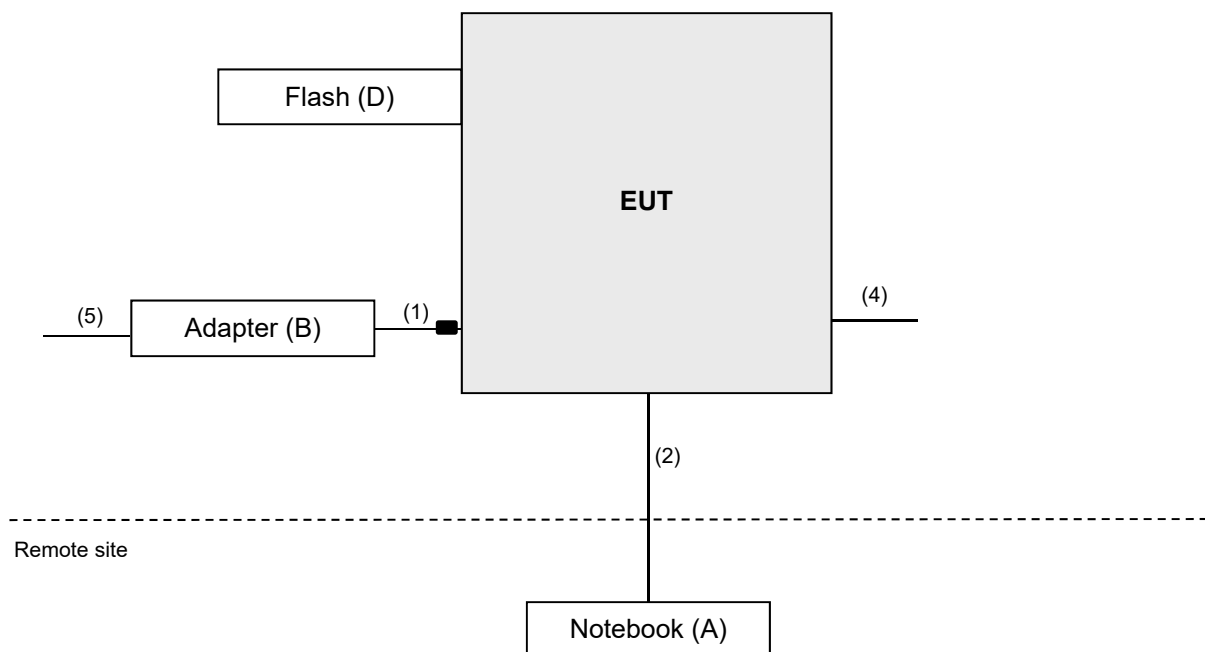 Flash (D)
EUT
(5)
Adapter (B)
(1)
(4)
(2)
Remote site
Notebook (A)